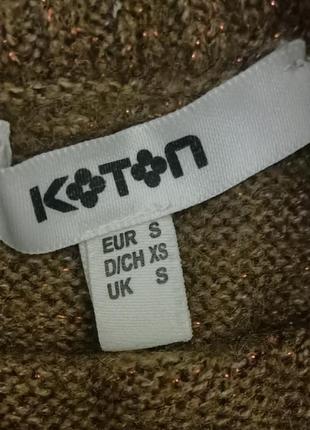 KOTON
EUR S
D/CH XS
UK S